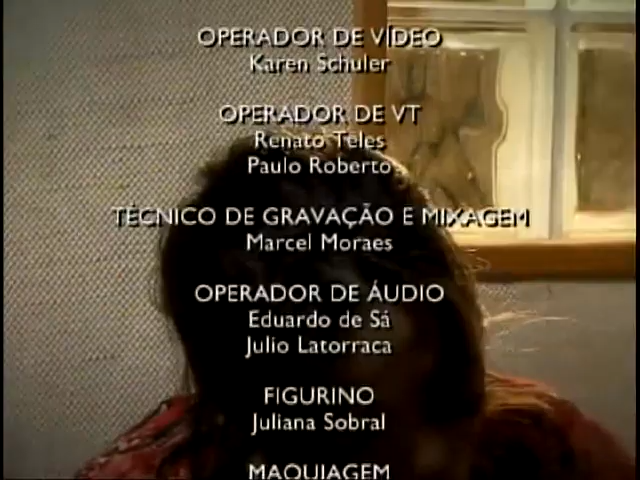 OPERADOR DE VÍDEO
Karen Schuler
OPERADOR DE VT
Renato Teles
Paulo Roberto
TÉCNICO DE GRAVAÇÃO E MIXAGEM
Marcel Moraes
OPERADOR DE ÁUDIO
Eduardo de Sá
Julio Latorraca
FIGURINO
Juliana Sobral
MAQUIAGEM